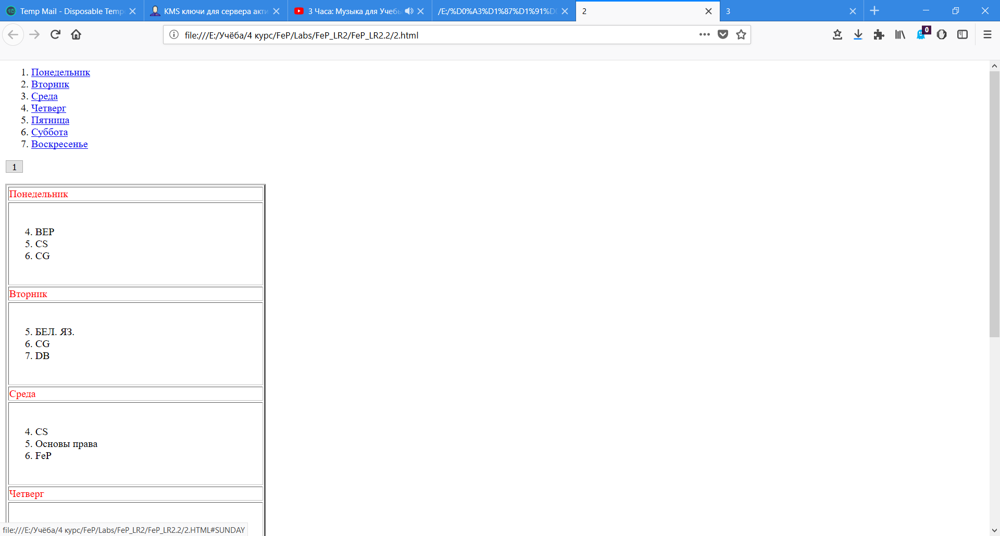 Temp Mail - Disposable Temp
KMS ключи для сервера акти
3 Часа: Музыка для Учебы
/E:/%D0%A3%D1%87%D1%91%D0
2
3
file:///E:/Учёба/4 курс/FeP/Labs/FeP_LR2/FeP_LR2.2/2.html
0
1. Понедельник
2. Вторник
3. Среда
4. Четверг
5. Пятница
6. Суббота
7. Воскресенье
1
Понедельник
4. ВЕР
5. CS
6. CG
Вторник
5. БЕЛ. ЯЗ.
6. CG
7. DB
Среда
4. CS
5. Основы права
6. FeP
Четверг
file:///E:/Учёба/4 курс/FeP/Labs/FeP_LR2/FeP_LR2.2/2.HTML#SUNDAY